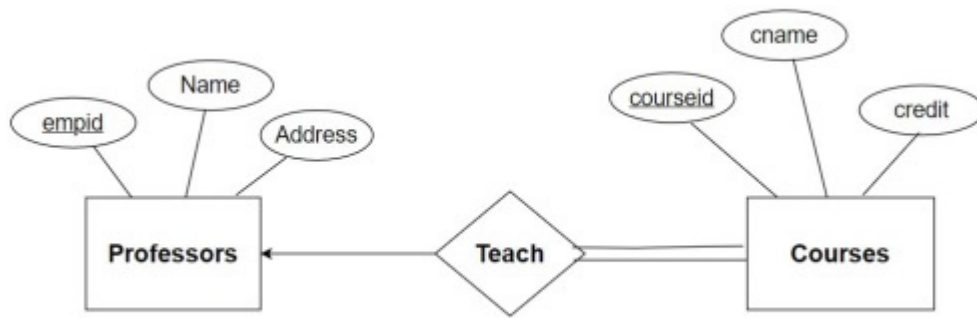 cname
Name
courseid
credit
empid
Address
Professors
Teach
Courses